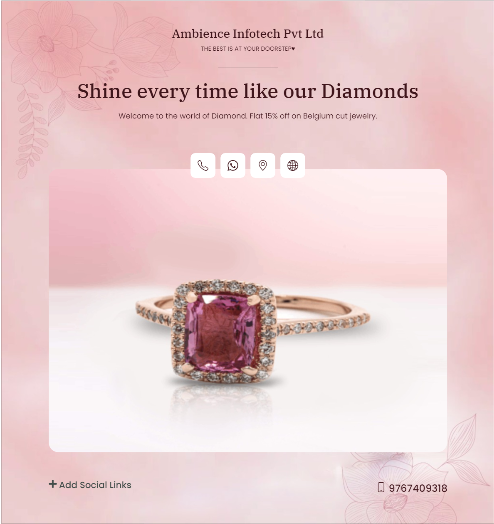 Ambience Infotech Pvt Ltd
THE BEST IS AT YOUR DOORSTEP♥
Shine every time like our Diamonds
Welcome to the world of Diamond. Flat 15% off on Belgium cut jewelry.
+ Add Social Links
9767409318